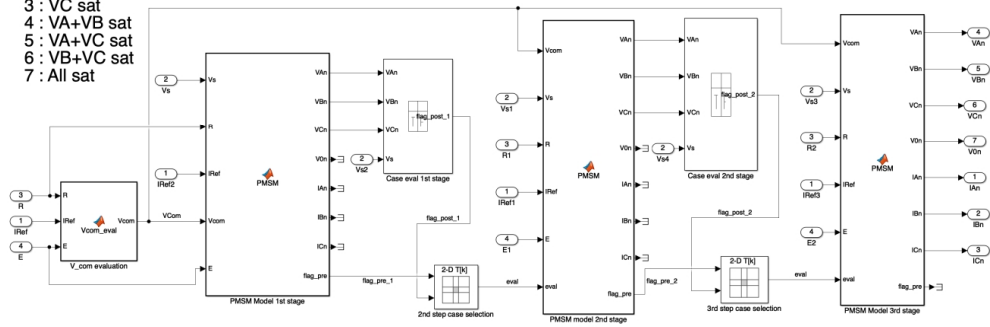 3 : VC sat
4 : VA+VB sat
5 : VA+VC sat
6 : VB+VC sat
7 : All sat
3
R
1
IRef
4
E
R
IRef
E
Vcom_eval
Vcom
V_com evaluation
VCom
2
Vs
1
IRef2
Vs
R
IRef
Vcom
E
PMSM
VAn
VBn
VCn
V0n
IAn
IBn
ICn
flag_pre
PMSM Model 1st stage
2
Vs2
VAn
VBn
VCn
Vs
flag_post_1
Case eval 1st stage
flag_post_1
flag_pre_1
2-D T[k]
2nd step case selection
eval
2
Vs1
3
R1
1
IRef1
4
E1
Vcom
Vs
R
IRef
E
eval
PMSM
VAn
VBn
VCn
V0n
IAn
IBn
ICn
flag_pre
PMSM model 2nd stage
2
Vs4
VAn
VBn
VCn
Vs
flag_post_2
Case eval 2nd stage
flag_post_2
flag_pre_2
2-D T[k]
3rd step case selection
eval
2
Vs3
3
R2
1
IRef3
4
E2
Vcom
Vs
R
IRef
E
eval
PMSM
VAn
VBn
VCn
V0n
IAn
IBn
ICn
flag_pre
PMSM Model 3rd stage
4
VAn
5
VBn
6
VCn
7
V0n
1
IAn
2
IBn
3
ICn